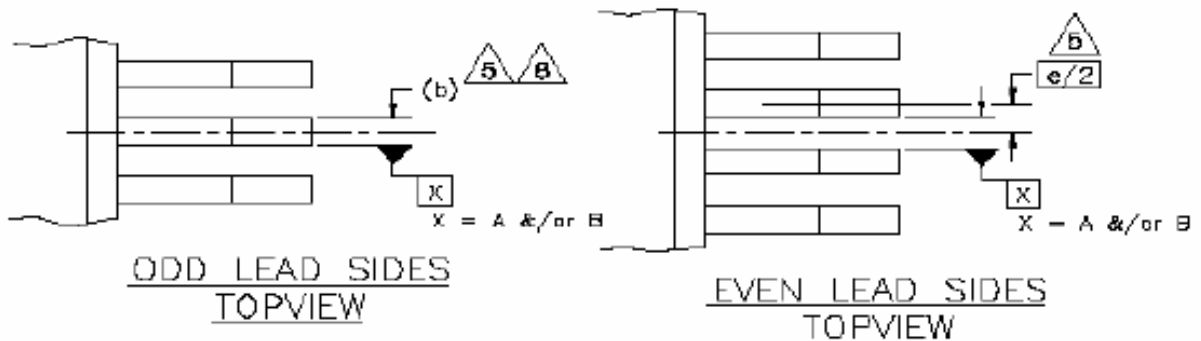 (b) 5 8
X
X = A &/or B
ODD LEAD SIDES
TOPVIEW
5
e/2
X
X - A &/or B
EVEN LEAD SIDES
TOPVIEW